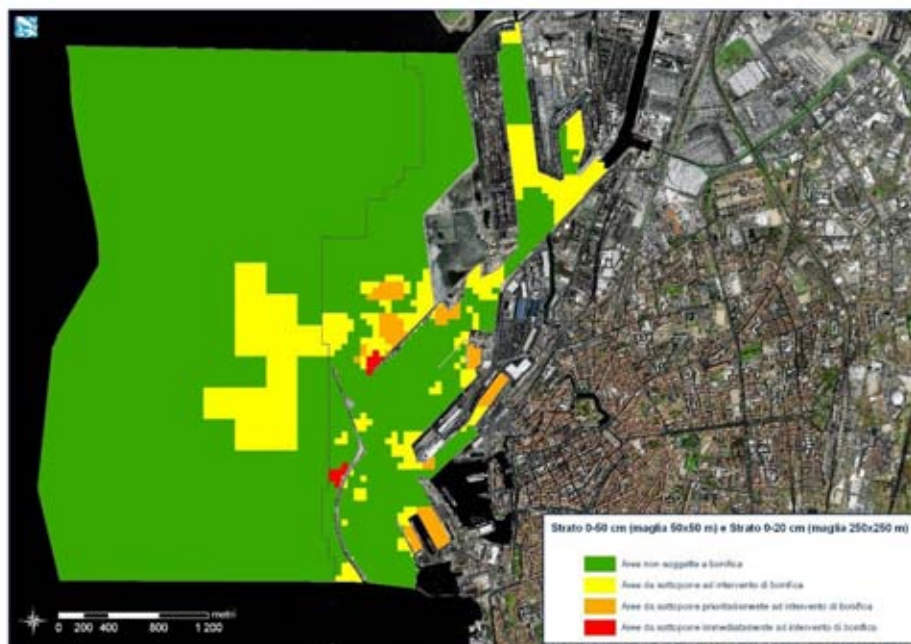 Strato 0-50 cm (maglia 50x50 m) e Strato 0-20 cm (maglia 250x250 m)
Aree non soggette a bonifica
Aree da sottoporre ad intervento di bonifica
Aree da sottoporre prioritariamente ad intervento di bonifica
Aree da sottoporre immediatamente ad intervento di bonifica
metri
0 200 400 800 1 200